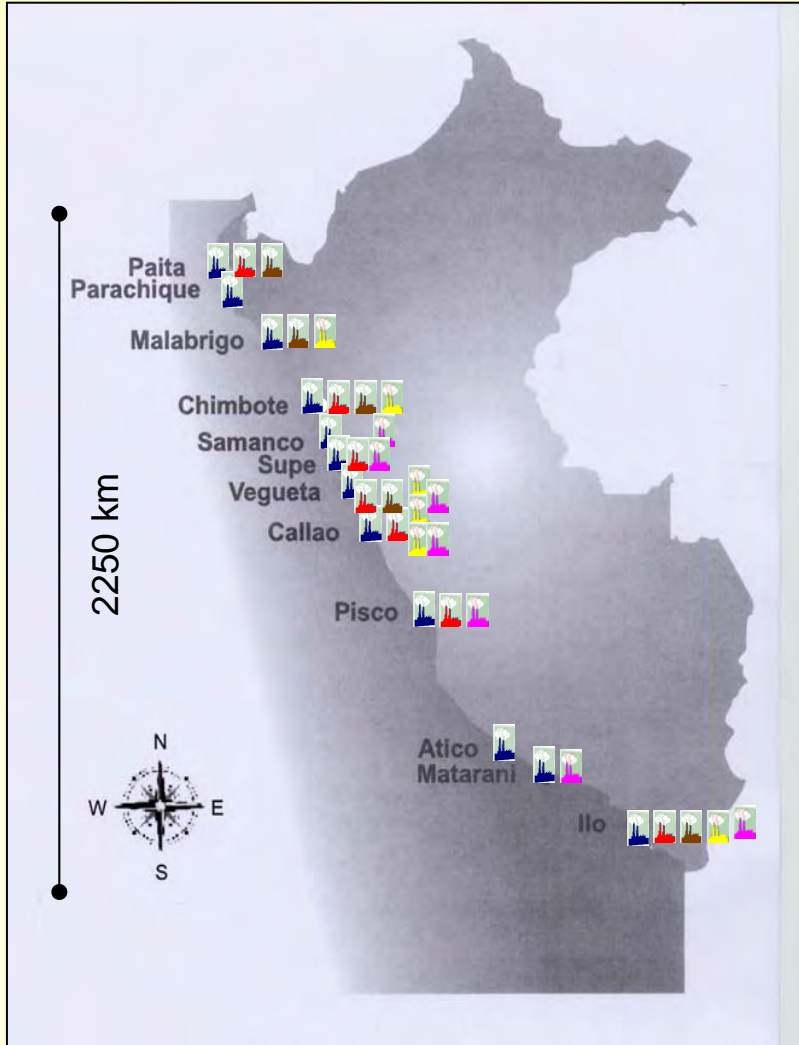 Paita
Parachique
Malabrigo
Chimbote
Samanco
Supe
Vegueta
Callao
Pisco
Atico
Matarani
Ilo
2250 km
N
W E
S